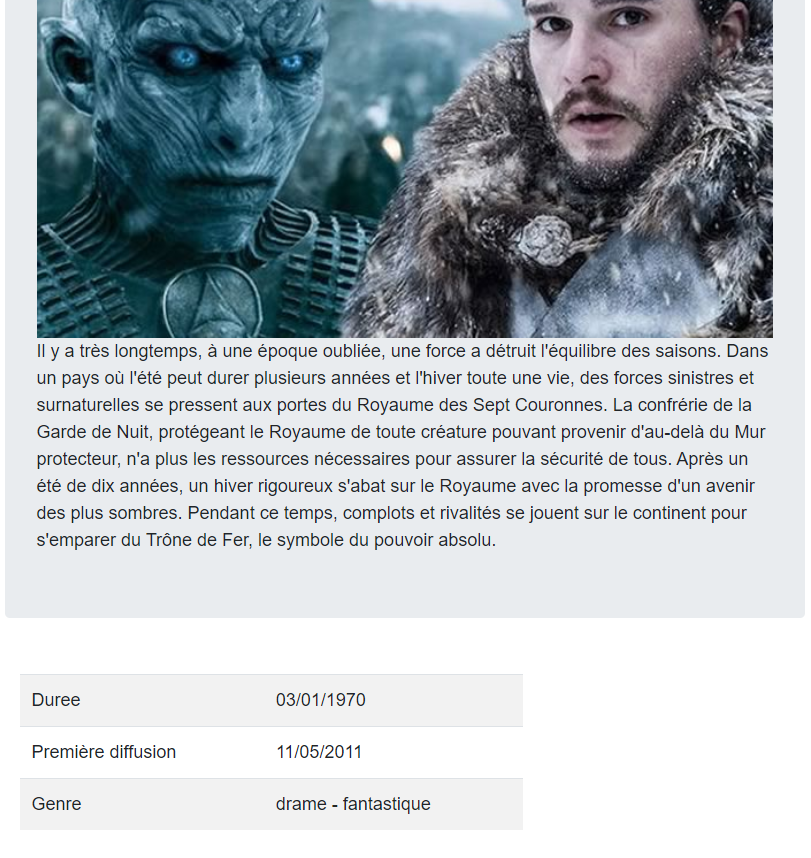 Il y a très longtemps, à une époque oubliée, une force a détruit l'équilibre des saisons. Dans
un pays où l'été peut durer plusieurs années et l'hiver toute une vie, des forces sinistres et
surnaturelles se pressent aux portes du Royaume des Sept Couronnes. La confrérie de la
Garde de Nuit, protégeant le Royaume de toute créature pouvant provenir d'au-delà du Mur
protecteur, n'a plus les ressources nécessaires pour assurer la sécurité de tous. Après un
été de dix années, un hiver rigoureux s'abat sur le Royaume avec la promesse d'un avenir
des plus sombres. Pendant ce temps, complots et rivalités se jouent sur le continent pour
s'emparer du Trône de Fer, le symbole du pouvoir absolu.
Duree 03/01/1970
Première diffusion 11/05/2011
Genre drame - fantastique